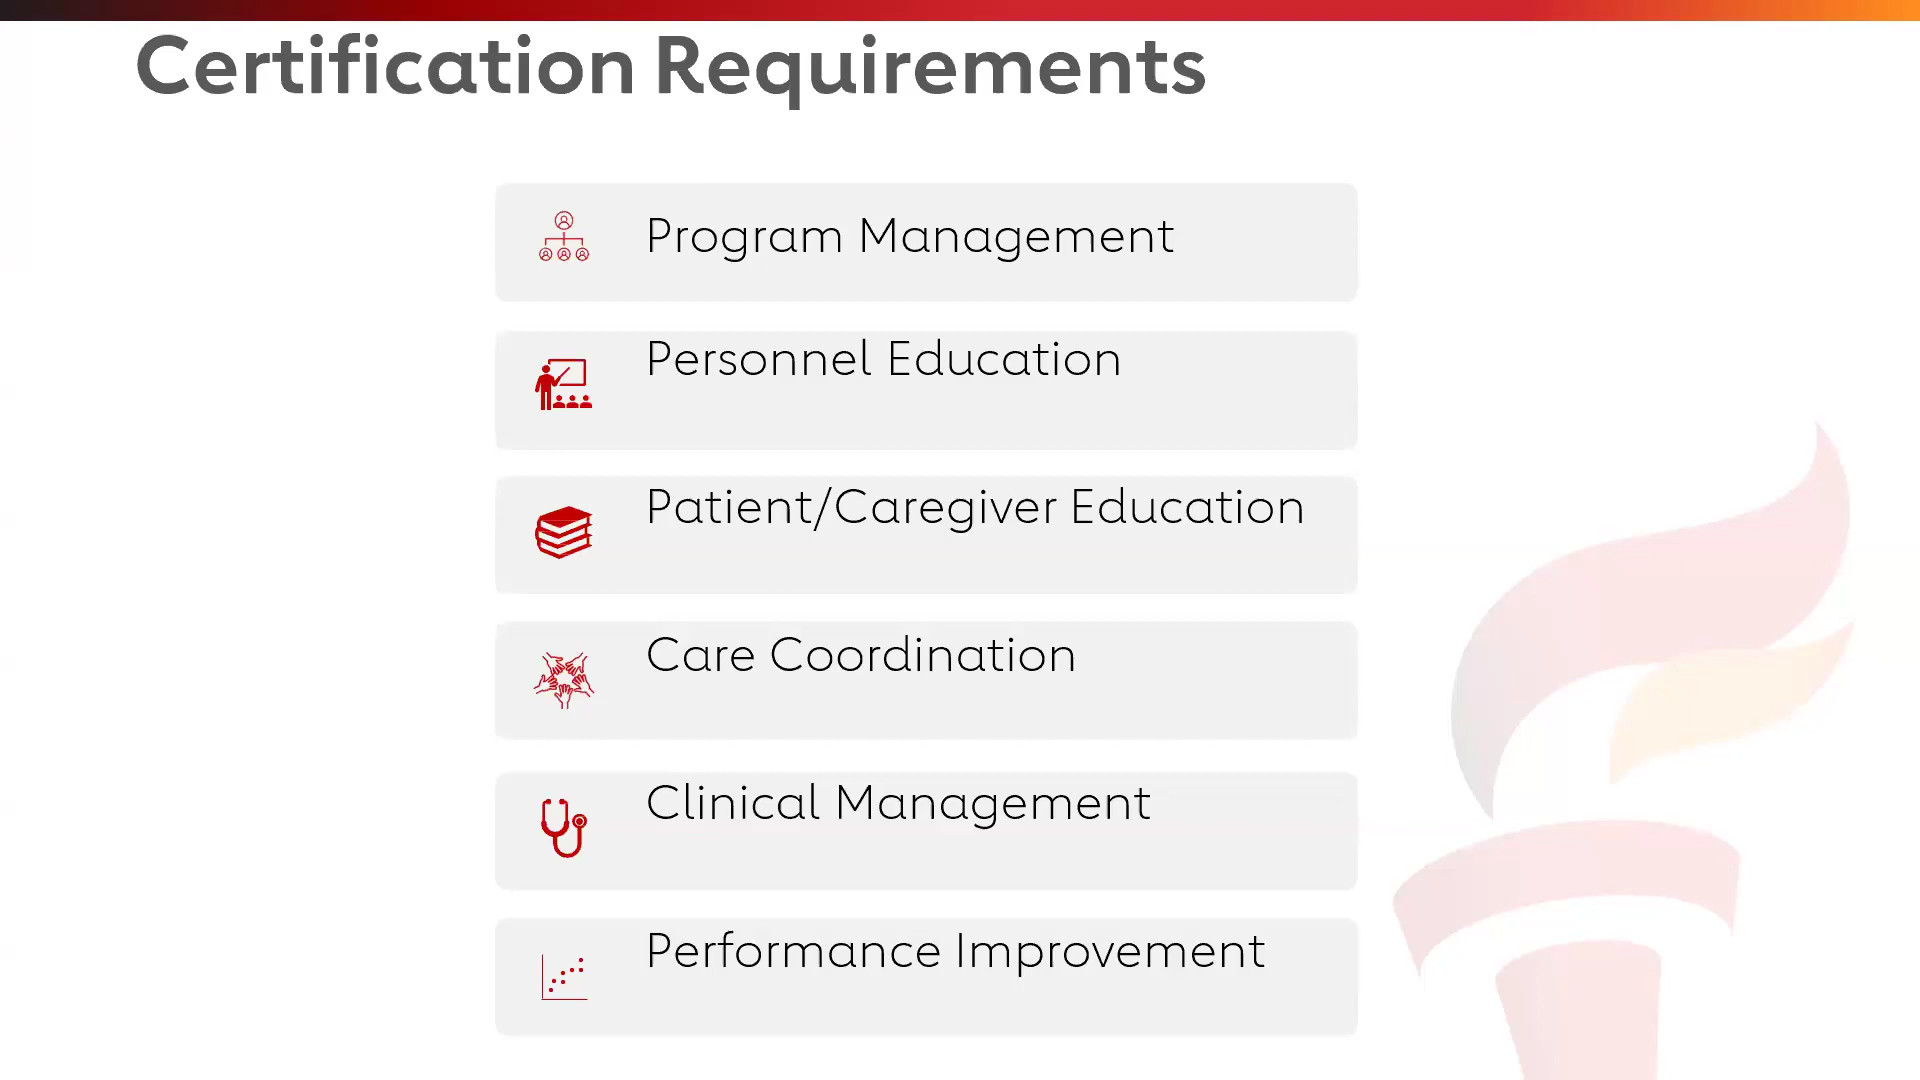 Certification Requirements
Program Management
Personnel Education
Patient/Caregiver Education
Care Coordination
Clinical Management
Performance Improvement